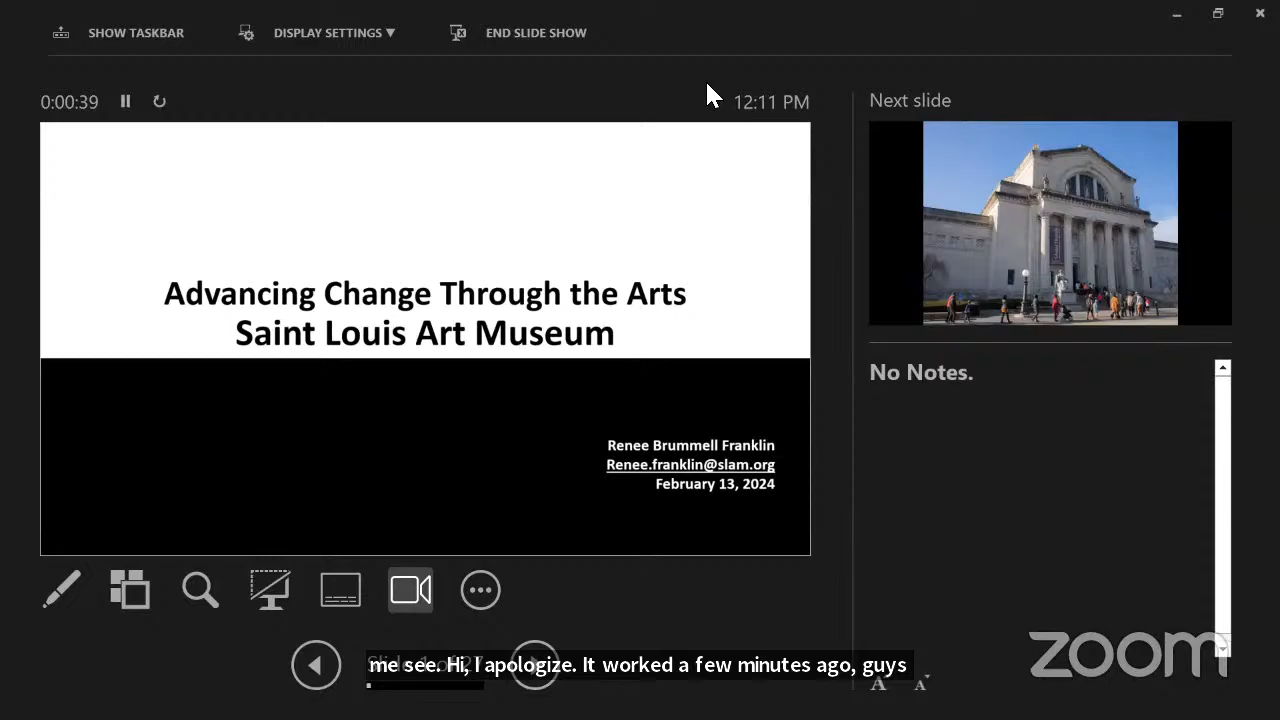 SHOW TASKBAR
DISPLAY SETTINGS ▼
END SLIDE SHOW
0:00:39
12:11 PM
Next slide
Advancing Change Through the Arts
Saint Louis Art Museum
Renee Brummell Franklin
Renee.franklin@slam.org
February 13, 2024
No Notes.
me see. Hi, I apologize. It worked a few minutes ago, guys
A A
zoom